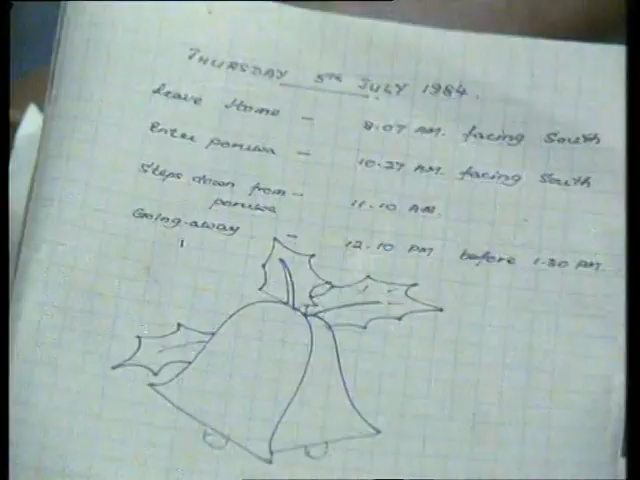 THURSDAY 5TH JULY 1984.
Leave Home - 8.07 AM. facing South
Enter poruwa - 10.27 AM. facing South
Steps down from - 11.10 AM.
poruwa
Going-away - 12.10 PM before 1.30 PM.